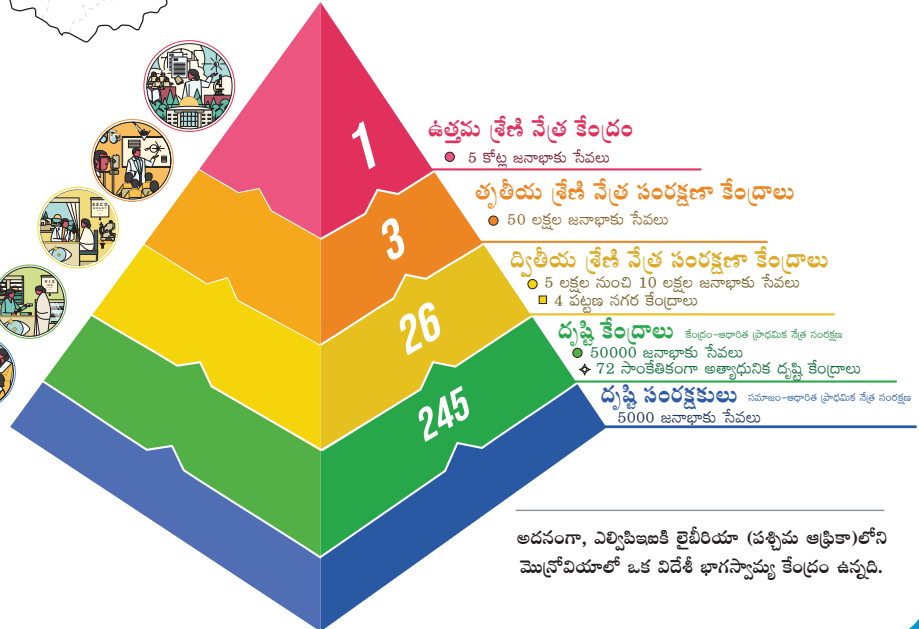 1
ఉత్తమ శ్రేణి నేత్ర కేంద్రం
5 కోట్ల జనాభాకు సేవలు
3
తృతీయ శ్రేణి నేత్ర సంరక్షణా కేంద్రాలు
50 లక్షల జనాభాకు సేవలు
26
ద్వితీయ శ్రేణి నేత్ర సంరక్షణా కేంద్రాలు
5 లక్షల నుంచి 10 లక్షల జనాభాకు సేవలు
4 పట్టణ నగర కేంద్రాలు
245
దృష్టి కేంద్రాలు కేంద్రం-ఆధారిత ప్రాధమిక నేత్ర సంరక్షణ
50000 జనాభాకు సేవలు
72 సాంకేతికంగా అత్యాధునిక దృష్టి కేంద్రాలు
దృష్టి సంరక్షకులు సమాజం-ఆధారిత ప్రాధమిక నేత్ర సంరక్షణ
5000 జనాభాకు సేవలు
అదనంగా, ఎల్విపిఇఐకి లైబీరియా (పశ్చిమ ఆఫ్రికా)లోని
మొన్రోవియాలో ఒక విదేశీ భాగస్వామ్య కేంద్రం ఉన్నది.